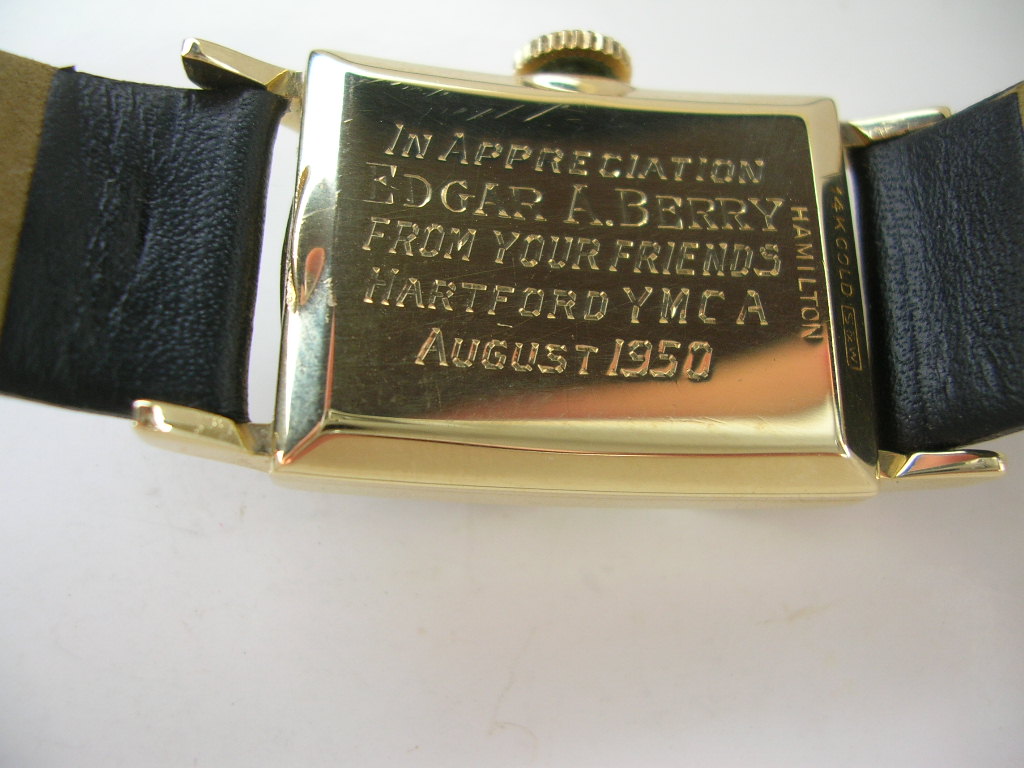 IN APPRECIATION
EDGAR A. BERRY
FROM YOUR FRIENDS
HARTFORD YMCA
AUGUST 1950
HAMILTON
14K GOLD S&W